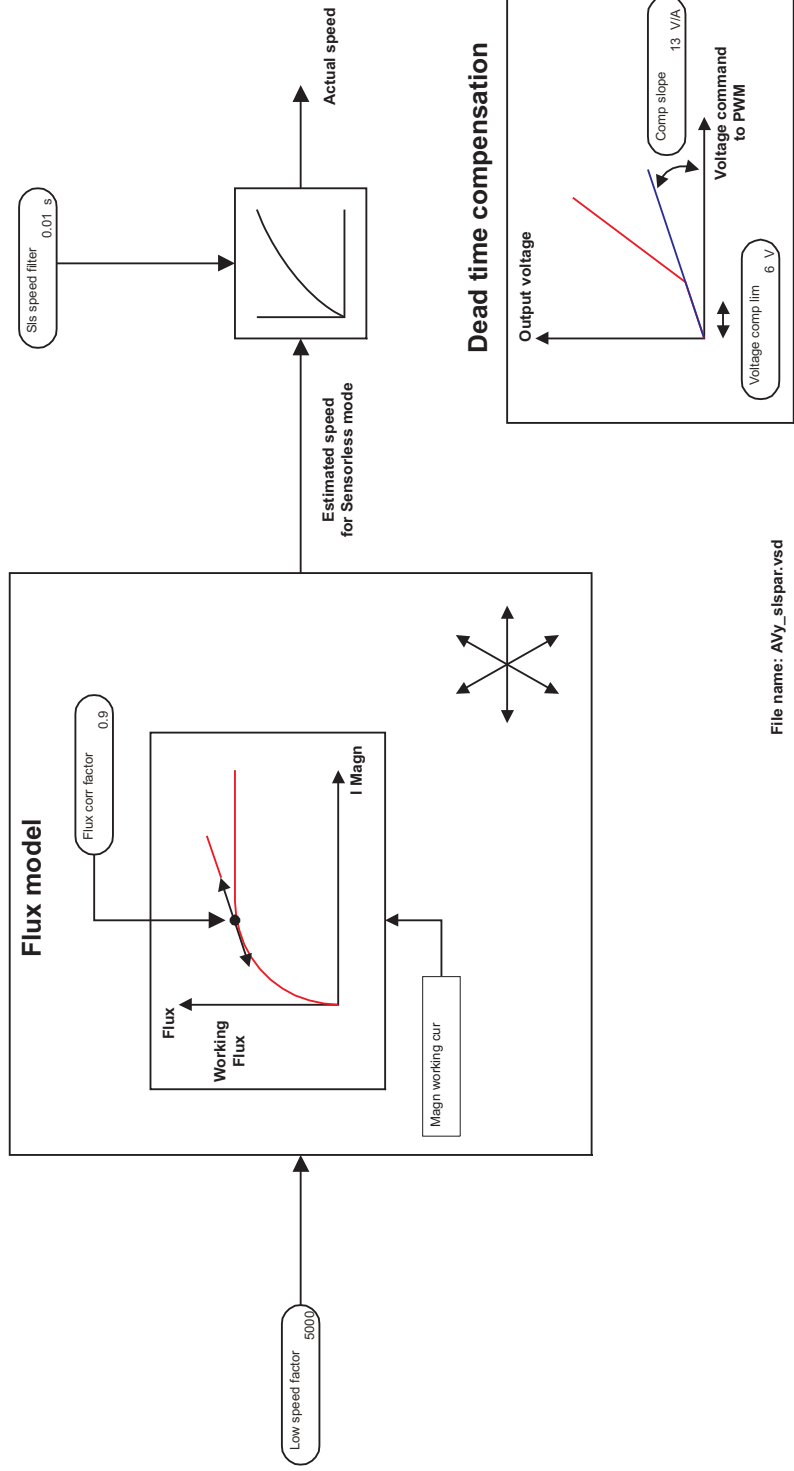 Low speed factor
5000
Flux model
Flux corr factor
0.9
Flux
Working
Flux
I Magn
Magn working cur
Estimated speed
for Sensorless mode
Sls speed filter
0.01 s
Actual speed
Dead time compensation
Output voltage
Comp slope
13 V/A
Voltage command
to PWM
Voltage comp lim
6 V
File name: AVy_slspar.vsd